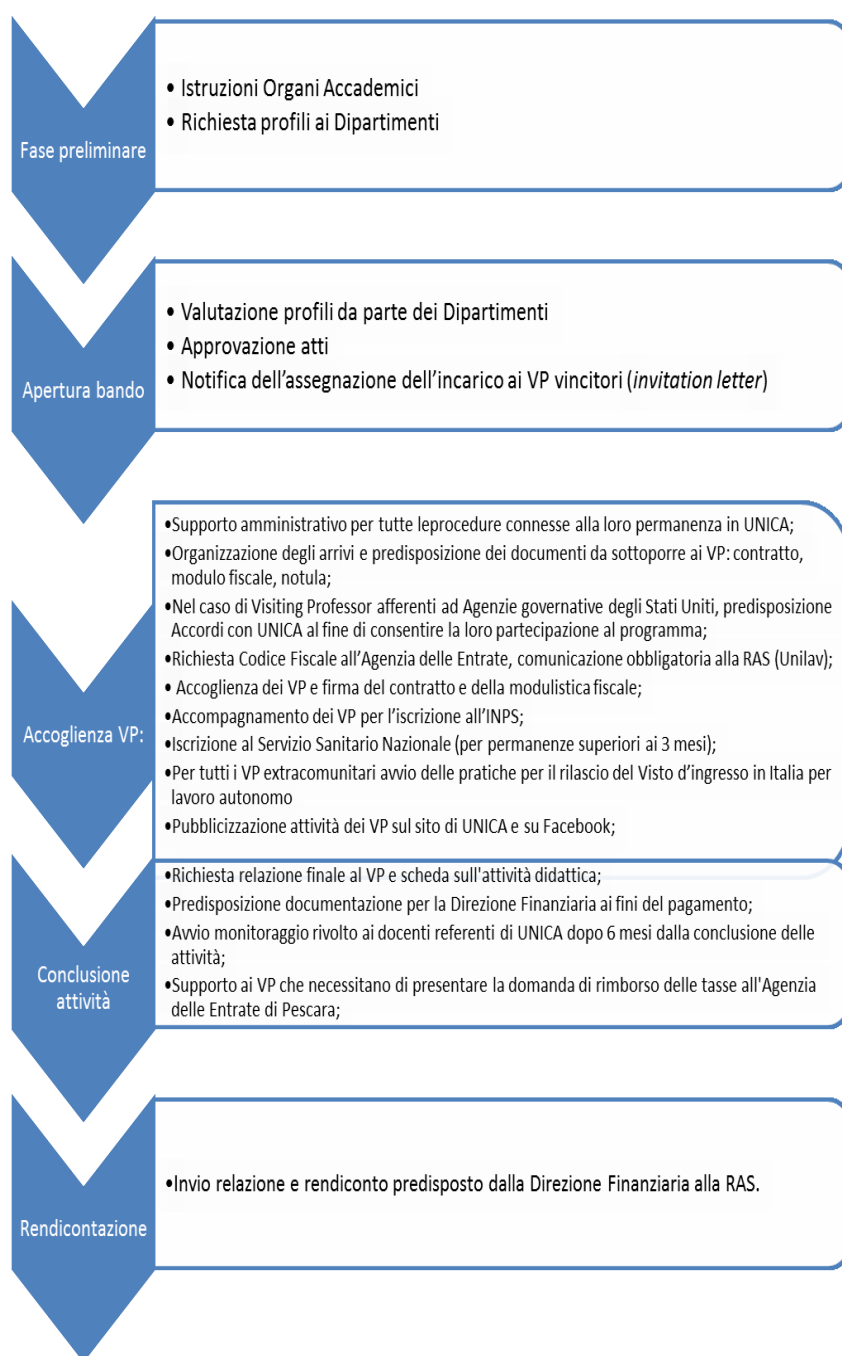 Fase preliminare
• Istruzioni Organi Accademici
• Richiesta profili ai Dipartimenti
Apertura bando
• Valutazione profili da parte dei Dipartimenti
• Approvazione atti
• Notifica dell'assegnazione dell'incarico ai VP vincitori (invitation letter)
Accoglienza VP:
•Supporto amministrativo per tutte leprocedure connesse alla loro permanenza in UNICA;
•Organizzazione degli arrivi e predisposizione dei documenti da sottoporre ai VP: contratto,
modulo fiscale, notula;
•Nel caso di Visiting Professor afferenti ad Agenzie governative degli Stati Uniti, predisposizione
Accordi con UNICA al fine di consentire la loro partecipazione al programma;
•Richiesta Codice Fiscale all'Agenzia delle Entrate, comunicazione obbligatoria alla RAS (Unilav);
• Accoglienza dei VP e firma del contratto e della modulistica fiscale;
•Accompagnamento dei VP per l'iscrizione all'INPS;
•Iscrizione al Servizio Sanitario Nazionale (per permanenze superiori ai 3 mesi);
•Per tutti i VP extracomunitari avvio delle pratiche per il rilascio del Visto d'ingresso in Italia per
lavoro autonomo
•Pubblicizzazione attività dei VP sul sito di UNICA e su Facebook;
Conclusione
attività
•Richiesta relazione finale al VP e scheda sull'attività didattica;
•Predisposizione documentazione per la Direzione Finanziaria ai fini del pagamento;
•Avvio monitoraggio rivolto ai docenti referenti di UNICA dopo 6 mesi dalla conclusione delle
attività;
•Supporto ai VP che necessitano di presentare la domanda di rimborso delle tasse all'Agenzia
delle Entrate di Pescara;
Rendicontazione
•Invio relazione e rendiconto predisposto dalla Direzione Finanziaria alla RAS.